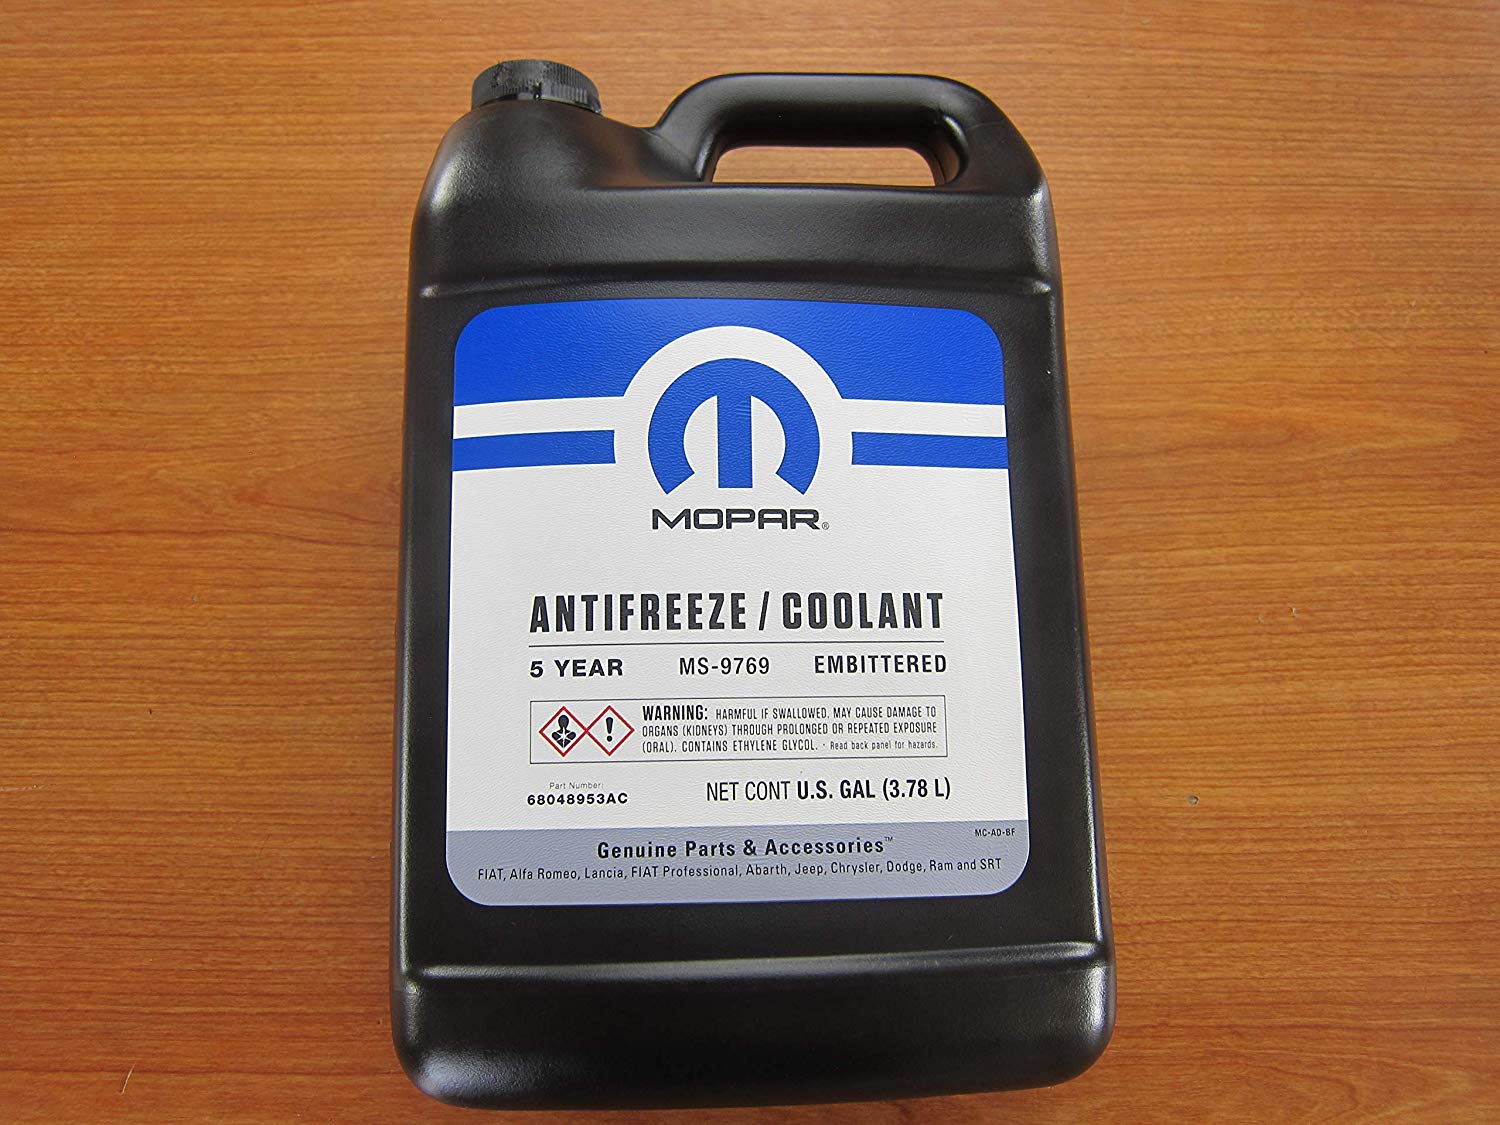 MOPAR®
ANTIFREEZE / COOLANT
5 YEAR MS-9769 EMBITTERED
WARNING: HARMFUL IF SWALLOWED. MAY CAUSE DAMAGE TO
ORGANS (KIDNEYS) THROUGH PROLONGED OR REPEATED EXPOSURE
(ORAL). CONTAINS ETHYLENE GLYCOL. · Read back panel for hazards.
Part Number:
68048953AC
NET CONT U.S. GAL (3.78 L)
MC-AD-BF
Genuine Parts & Accessories™
FIAT, Alfa Romeo, Lancia, FIAT Professional, Abarth, Jeep, Chrysler, Dodge, Ram and SRT